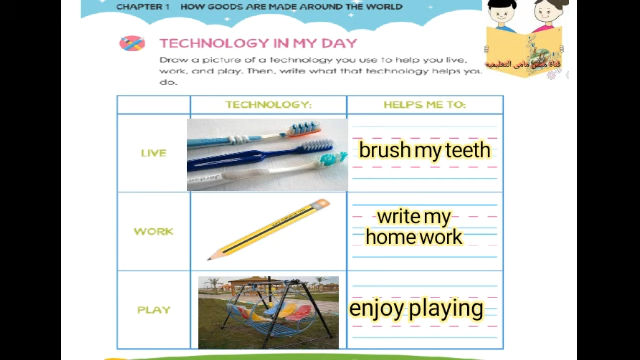 CHAPTER 1 HOW GOODS ARE MADE AROUND THE WORLD
TECHNOLOGY IN MY DAY
Draw a picture of a technology you use to help you live,
work, and play. Then, write what that technology helps you
do.
TECHNOLOGY:
HELPS ME TO:
LIVE
brush my teeth
WORK
write my
home work
PLAY
enjoy playing